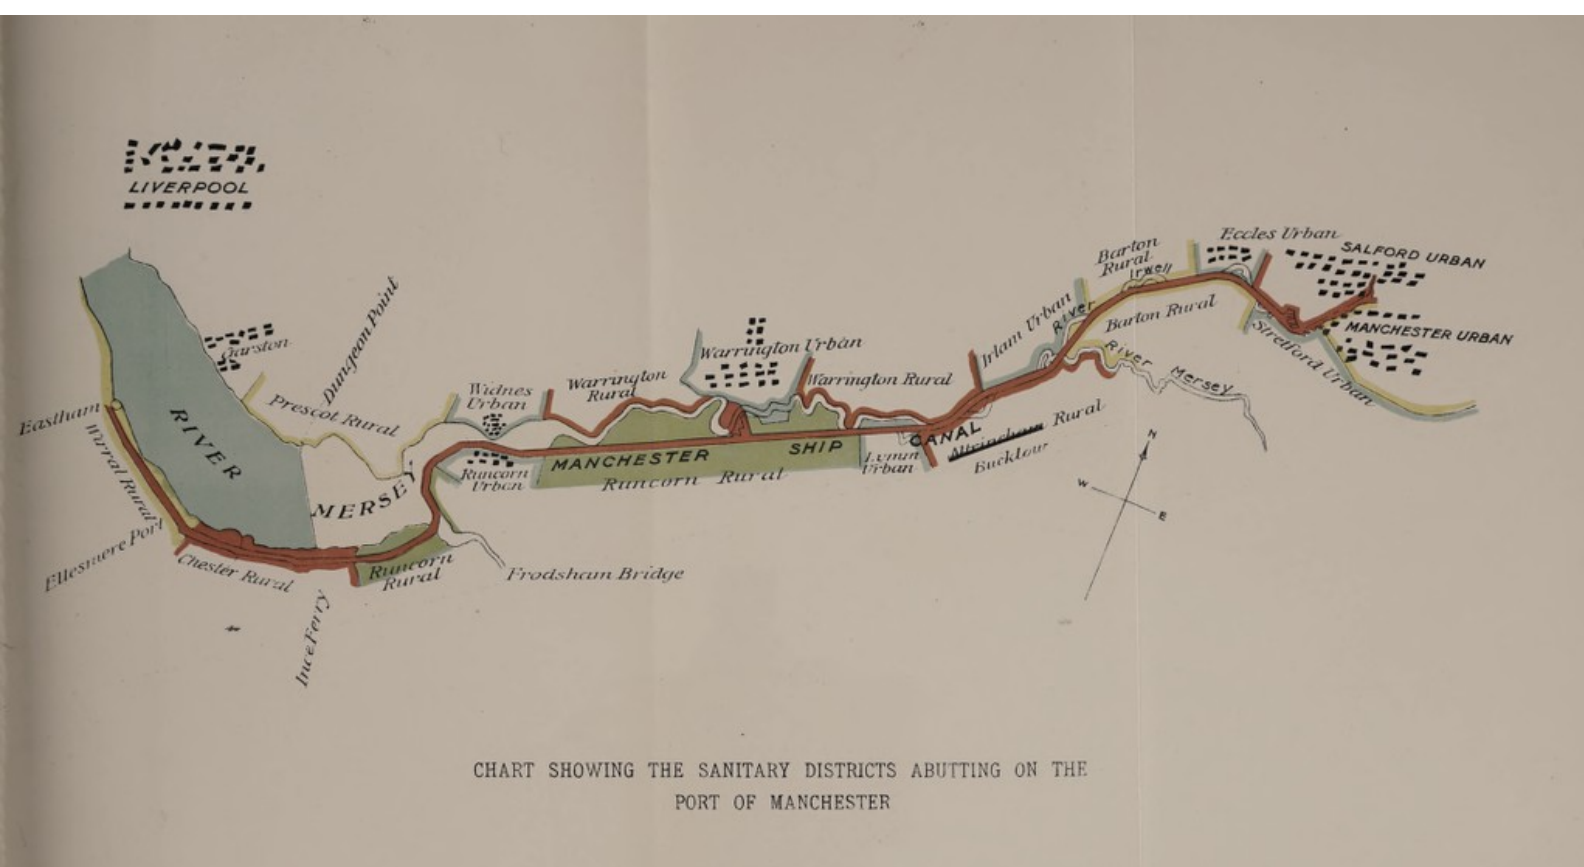 LIVERPOOL
Garston
Dungeon Point
Prescot Rural
Widnes
Urban
Warrington
Rural
Warrington Urban
Warrington Rural
Irlam Urban
River
Irwell
Barton
Rural
Eccles Urban
SALFORD URBAN
MANCHESTER URBAN
Stretford Urban
Barton Rural
River
Mersey
Eastham
Wirral Rural
RIVER
MERSEY
Runcorn
Urban
MANCHESTER
SHIP
CANAL
Runcorn Rural
Lymm
Urban
Altrincham Rural
Bucklow
N
W
E
Ellesmere Port
Chester Rural
Runcorn
Rural
Frodsham Bridge
Ince Ferry
CHART SHOWING THE SANITARY DISTRICTS ABUTTING ON THE
PORT OF MANCHESTER